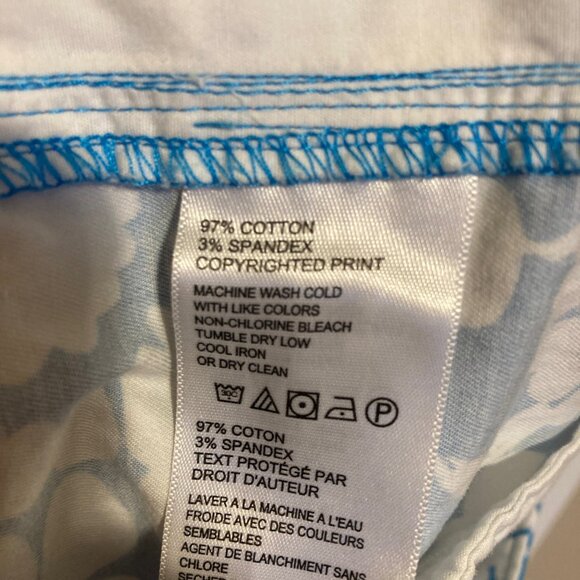 97% COTTON
3% SPANDEX
COPYRIGHTED PRINT
MACHINE WASH COLD
WITH LIKE COLORS
NON-CHLORINE BLEACH
TUMBLE DRY LOW
COOL IRON
OR DRY CLEAN
30C P
97% COTON
3% SPANDEX
TEXT PROTÉGÉ PAR
DROIT D'AUTEUR
LAVER A LA MACHINE A L'EAU
FROIDE AVEC DES COULEURS
SEMBLABLES
AGENT DE BLANCHIMENT SANS
CHLORE